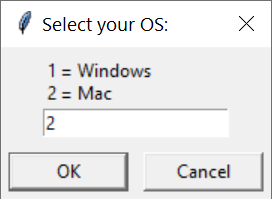 Select your OS:
1 = Windows
2 = Mac
2
OK
Cancel